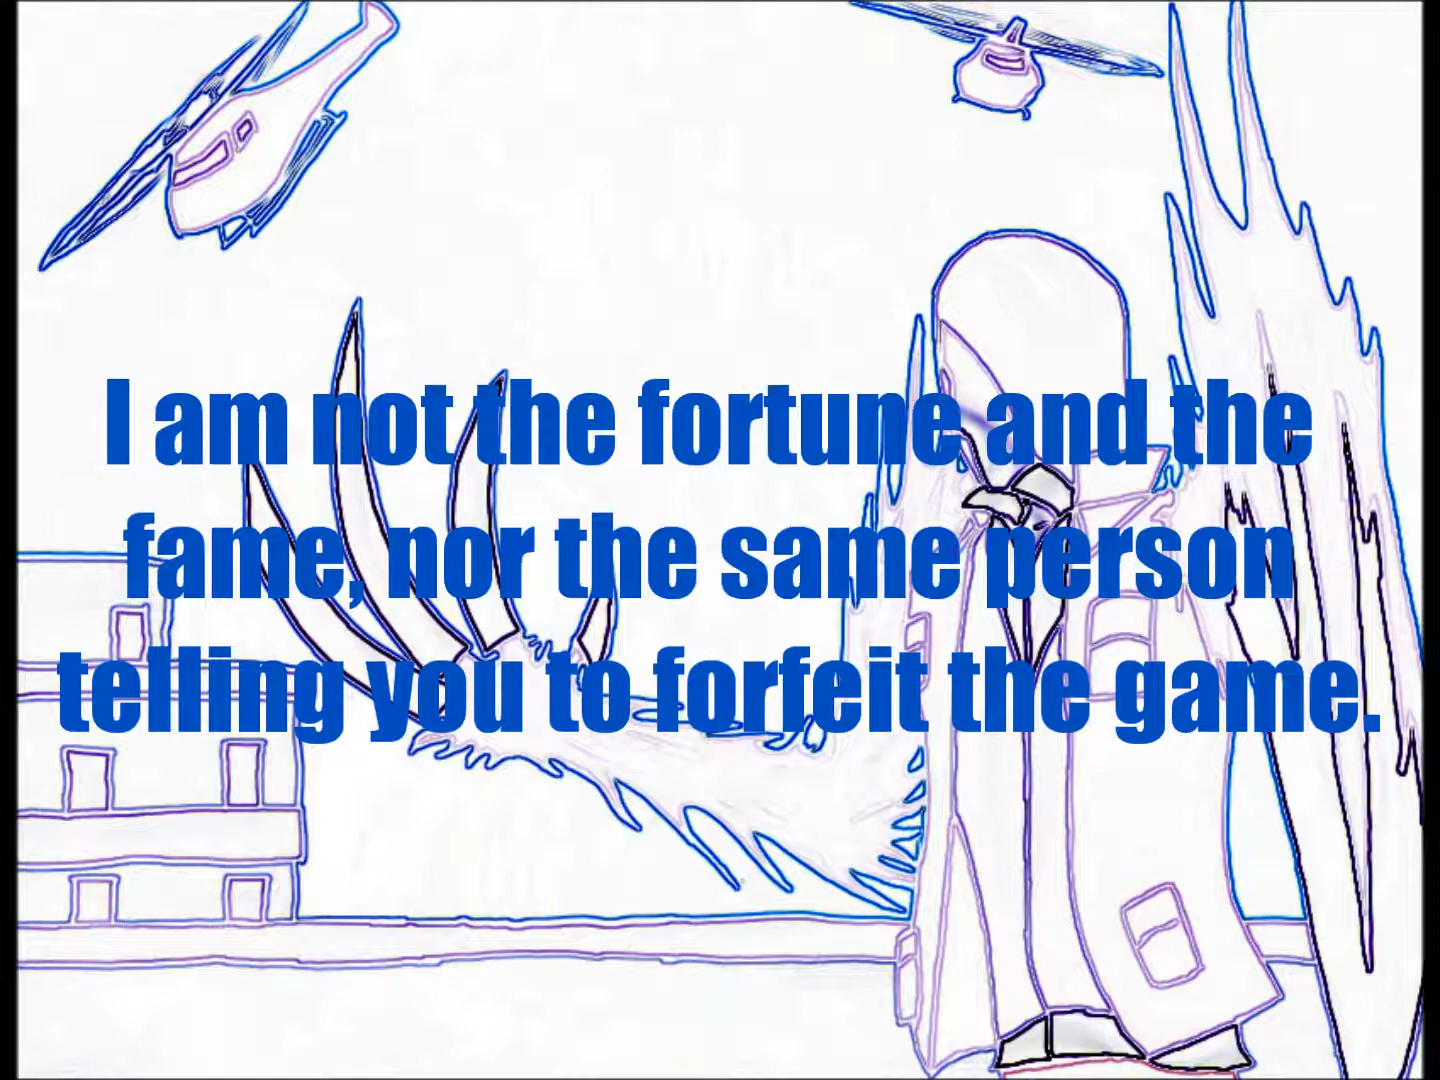 I am not the fortune and the
fame, nor the same person
telling you to forfeit the game.